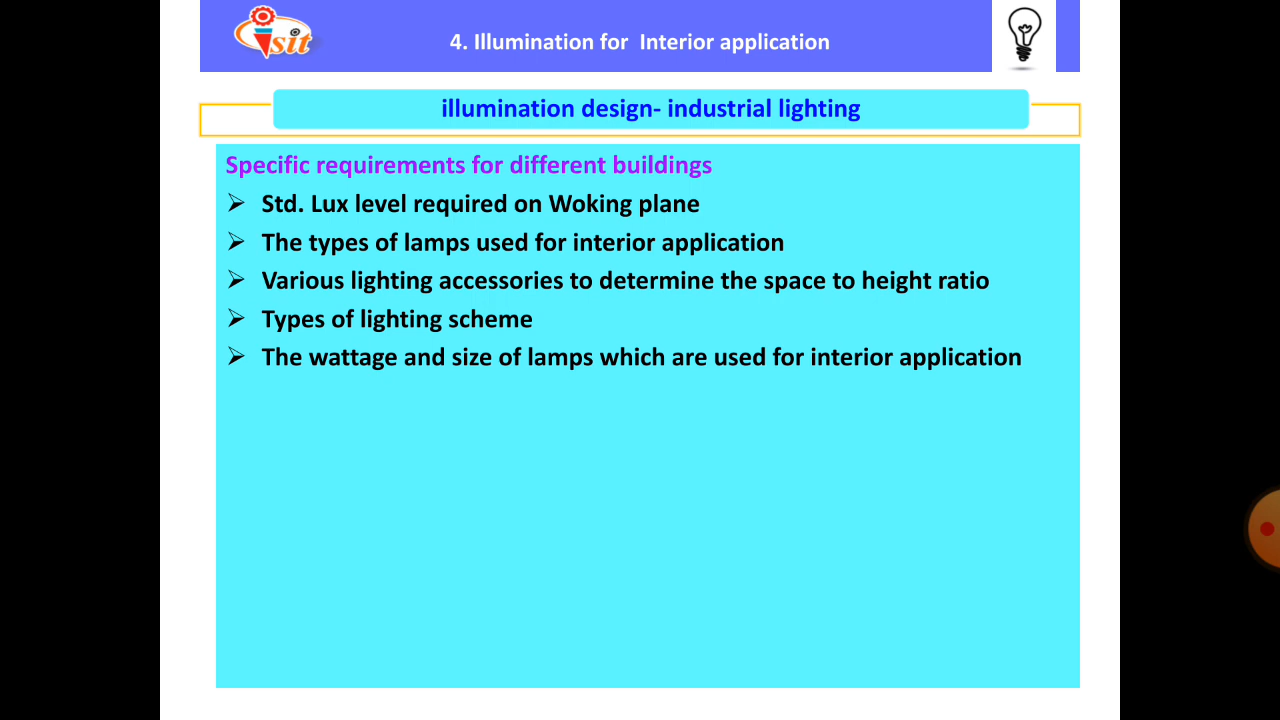 isit
4. Illumination for Interior application
illumination design- industrial lighting
Specific requirements for different buildings
➢ Std. Lux level required on Woking plane
➢ The types of lamps used for interior application
➢ Various lighting accessories to determine the space to height ratio
➢ Types of lighting scheme
➢ The wattage and size of lamps which are used for interior application